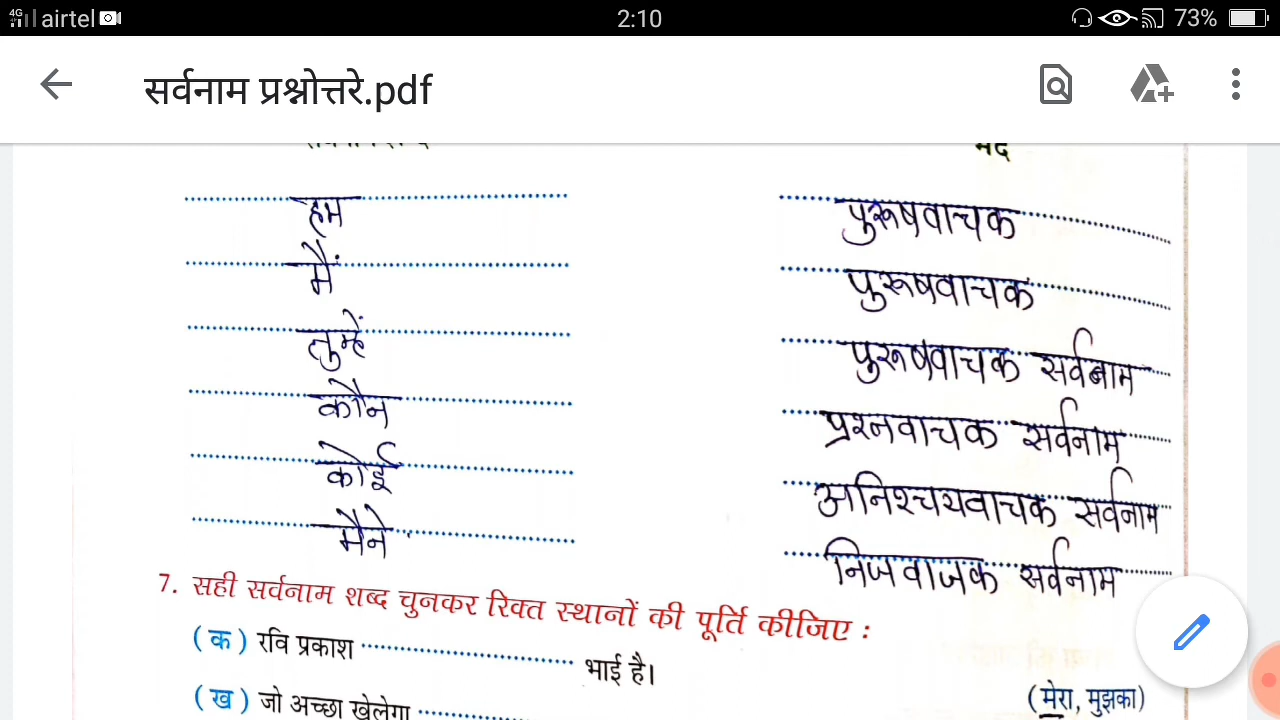 4G airtel 2:10 73%
सर्वनाम प्रश्नोत्तरे.pdf
भेद
हम पुरूषवाचक
मैं पुरूषवाचक
तुम्हें पुरूषवाचक सर्वनाम
कौन प्रश्नवाचक सर्वनाम
कोई अनिश्चयवाचक सर्वनाम
मैने निजवाजक सर्वनाम
7. सही सर्वनाम शब्द चुनकर रिक्त स्थानों की पूर्ति कीजिए :
(क) रवि प्रकाश ........................ भाई है।
(मेरा, मुझका)
(ख) जो अच्छा खेलेगा ........................